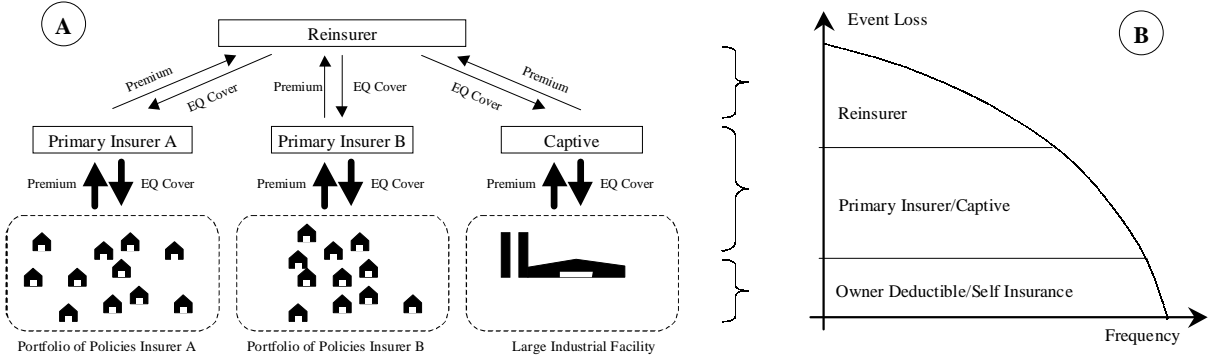 A
Reinsurer
Premium
EQ Cover
Premium
EQ Cover
Premium
EQ Cover
Primary Insurer A
Primary Insurer B
Captive
Premium
EQ Cover
Premium
EQ Cover
Premium
EQ Cover
Portfolio of Policies Insurer A
Portfolio of Policies Insurer B
Large Industrial Facility
Event Loss
B
Reinsurer
Primary Insurer/Captive
Owner Deductible/Self Insurance
Frequency